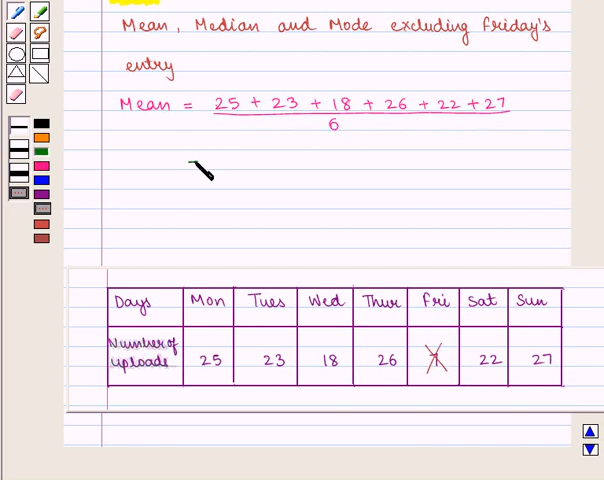 Mean, Median and Mode excluding Friday's
entry
Mean = 25 + 23 + 18 + 26 + 22 + 27
6
Days Mon Tues Wed Thur Fri Sat Sun
Number of
uploads 25 23 18 26 22 27